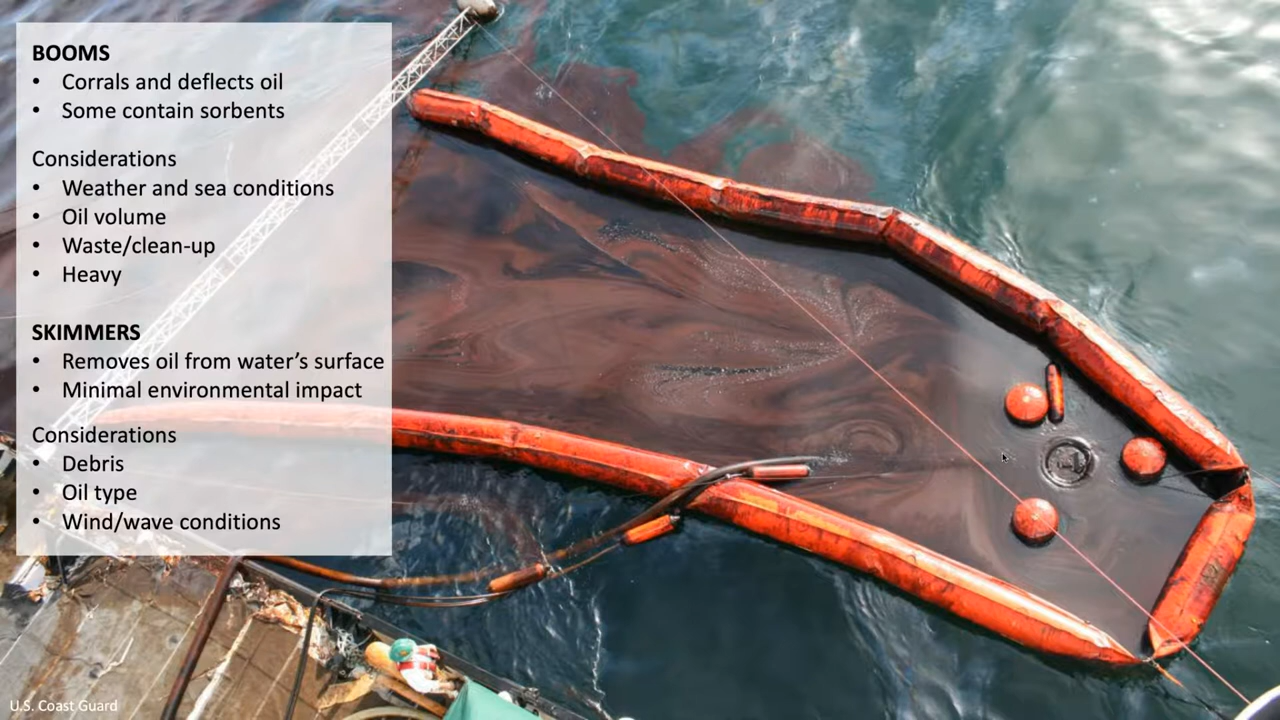 BOOMS
• Corrals and deflects oil
• Some contain sorbents
Considerations
• Weather and sea conditions
• Oil volume
• Waste/clean-up
• Heavy
SKIMMERS
• Removes oil from water’s surface
• Minimal environmental impact
Considerations
• Debris
• Oil type
• Wind/wave conditions
U.S. Coast Guard